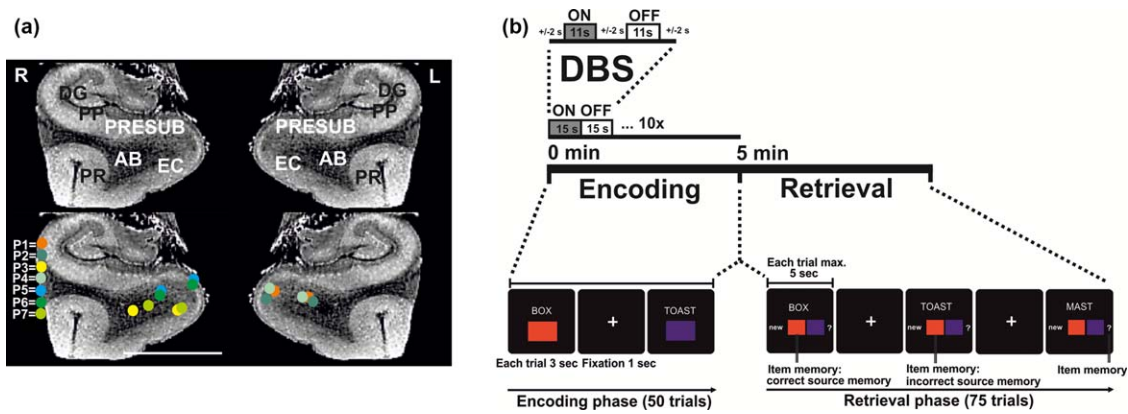 (a)
R
L
DG
DG
PP
PP
PRESUB
PRESUB
AB
EC
EC
AB
PR
PR
P1=
P2=
P3=
P4=
P5=
P6=
P7=
(b)
ON OFF
+/-2 s 11s +/-2 s 11s +/-2 s
DBS
ON OFF
15 s 15 s ... 10x
0 min 5 min
Encoding Retrieval
Each trial max.
5 sec
BOX + TOAST
Each trial 3 sec Fixation 1 sec
Encoding phase (50 trials)
BOX + TOAST + MAST
new ? new ? new ?
Item memory:
correct source memory
Item memory:
incorrect source memory
Item memory
Retrieval phase (75 trials)